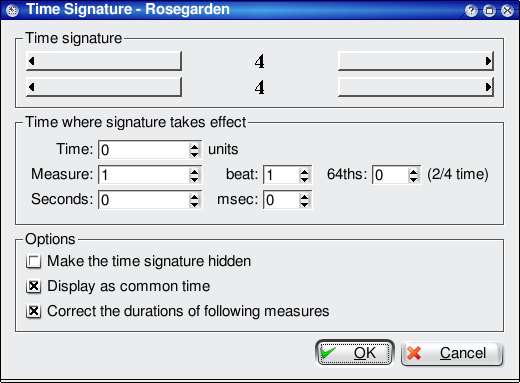 Time Signature - Rosegarden
Time signature
4
4
Time where signature takes effect
Time: 0 units
Measure: 1 beat: 1 64ths: 0 (2/4 time)
Seconds: 0 msec: 0
Options
Make the time signature hidden
Display as common time
Correct the durations of following measures
OK Cancel